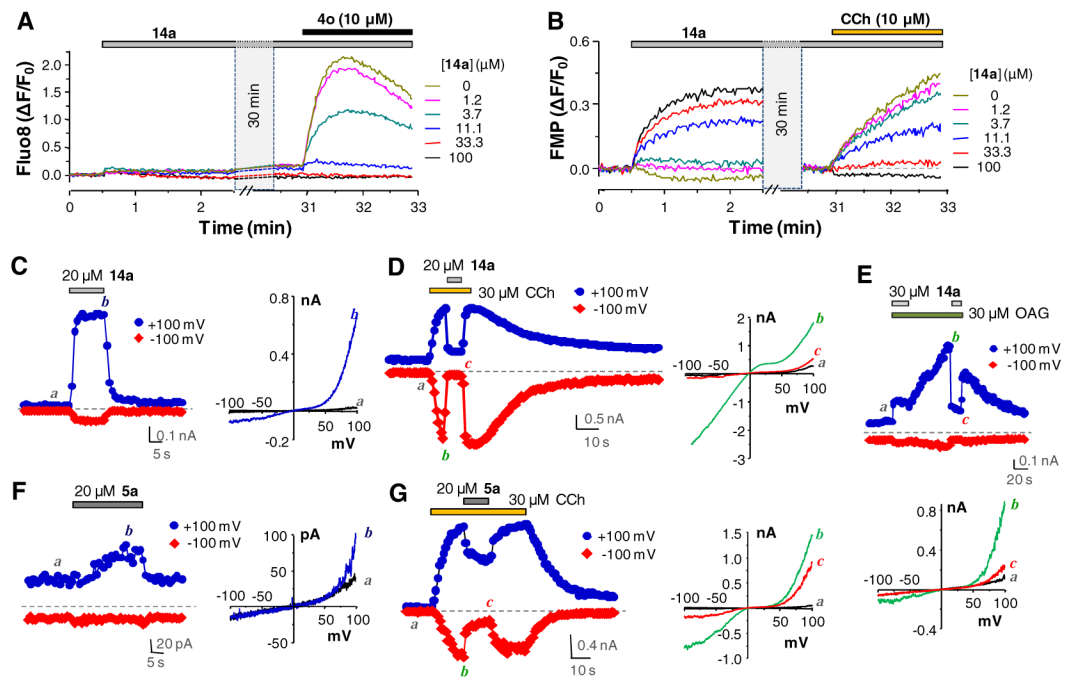 A
4o (10 µM)
14a
[14a] (µM)
0
1.2
3.7
11.1
33.3
100
30 min
Fluo8 (ΔF/F0)
2.0
1.5
1.0
0.5
0.0
0 1 2 31 32 33
Time (min)
B
CCh (10 µM)
14a
[14a] (µM)
0
1.2
3.7
11.1
33.3
100
30 min
FMP (ΔF/F0)
0.6
0.3
0.0
0 1 2 31 32 33
Time (min)
C
20 µM 14a
b
+100 mV
-100 mV
a
0.1 nA
5 s
nA
0.8
0.4
-0.2
-100 -50
50 100
mV
b
a
D
20 µM 14a
30 µM CCh
+100 mV
-100 mV
a
c
b
0.5 nA
10 s
nA
2
1
-1
-2
-3
-100 -50
50 100
mV
b
c
a
E
30 µM 14a
30 µM OAG
b
+100 mV
-100 mV
a
c
0.1 nA
20 s
nA
0.8
0.4
-0.4
-100 -50
50 100
mV
b
c
a
F
20 µM 5a
b
+100 mV
-100 mV
a
20 pA
5 s
100
pA
50
-50
-100 -50
50 100
mV
b
a
G
20 µM 5a
30 µM CCh
+100 mV
-100 mV
a
c
b
0.4 nA
10 s
1.5
nA
1.0
0.5
-0.5
-1.0
-100 -50
50 100
mV
b
c
a